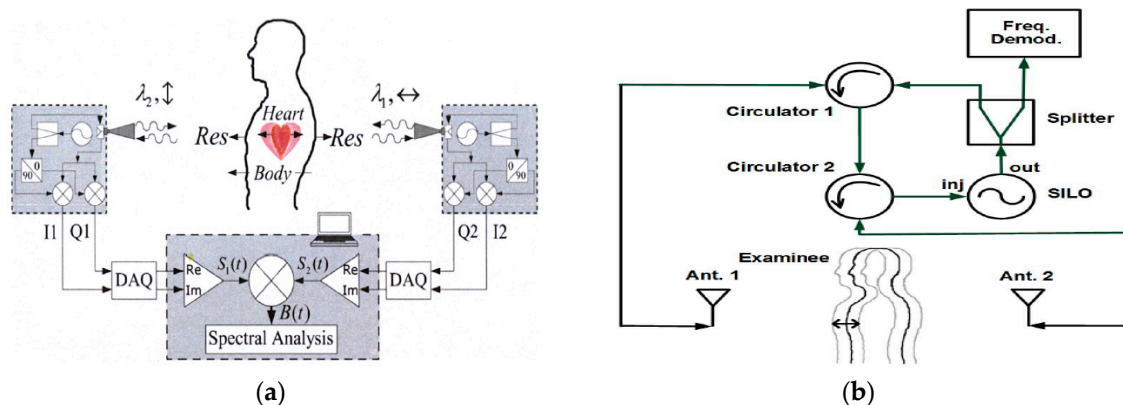 λ₂,↕
λ₁,↔
Heart
Res
Res
Body
0
90
0
90
I1
Q1
Q2
I2
DAQ
Re
Im
S₁(t)
S₂(t)
Re
Im
DAQ
B(t)
Spectral Analysis
(a)
Freq.
Demod.
Circulator 1
Splitter
Circulator 2
inj
out
SILO
Examinee
Ant. 1
Ant. 2
(b)